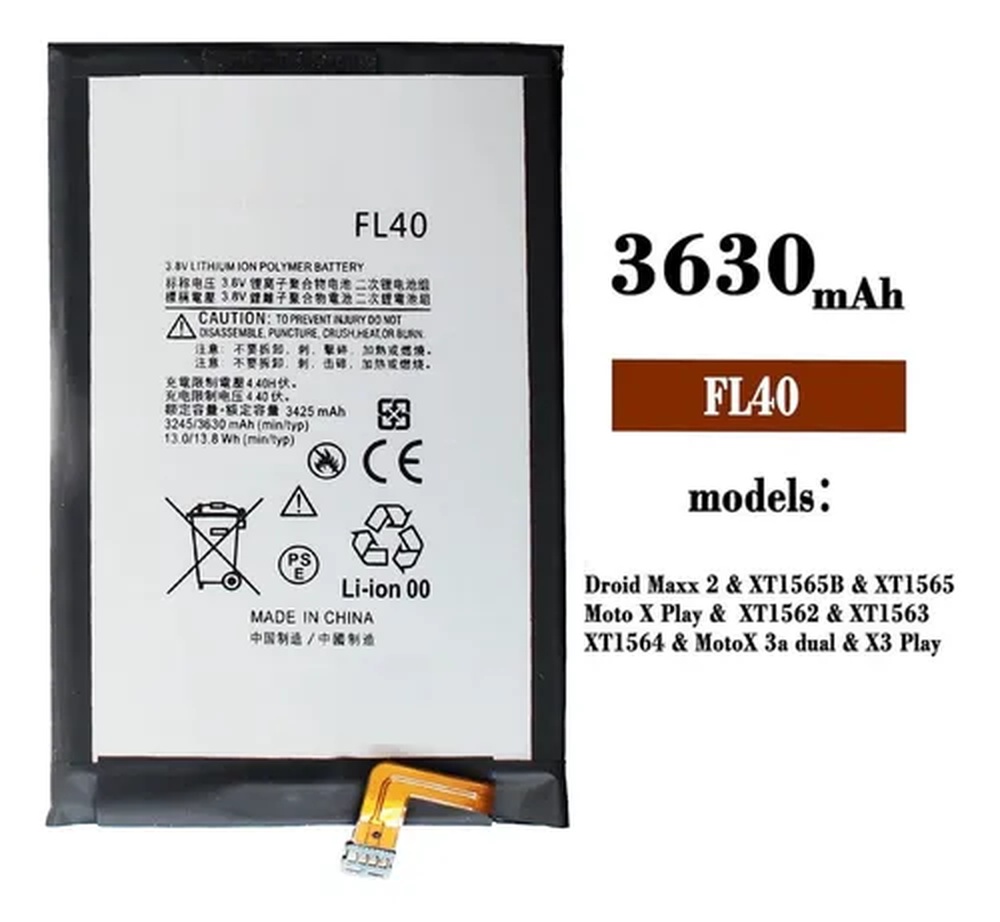 FL40
3.8V LITHIUM ION POLYMER BATTERY
标称电压 3.8V 锂离子聚合物电池 二次锂电池组
標稱電壓 3.8V 鋰離子聚合物電池 二次鋰電池組
CAUTION: TO PREVENT INJURY DO NOT
DISASSEMBLE, PUNCTURE, CRUSH,HEAT,OR BURN.
注意: 不要拆卸，刺，擊碎，加熱或燃燒。
注意: 不要拆卸，刺，击碎，加热或燃烧。
充電限制電壓 4.40H 伏。
充电限制电压 4.40 伏。
额定容量·額定容量 3425 mAh
3245/3630 mAh (min/typ)
13.0/13.8 Wh (min/typ)
CE
PS
E
Li-ion 00
MADE IN CHINA
中国制造 / 中國製造
3630mAh
FL40
models:
Droid Maxx 2 & XT1565B & XT1565
Moto X Play & XT1562 & XT1563
XT1564 & MotoX 3a dual & X3 Play